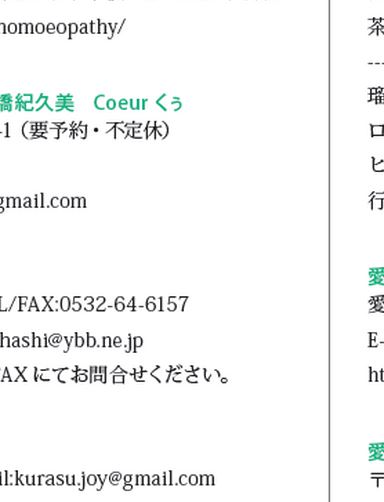 homoeopathy/
橋紀久美　Coeur くぅ
-1（要予約・不定休）
gmail.com
L/FAX:0532-64-6157
hashi@ybb.ne.jp
FAX にてお問合せください。
il:kurasu.joy@gmail.com
茶
---
瑠
ロ
ヒ
行
愛
愛
E-
ht
愛
〒